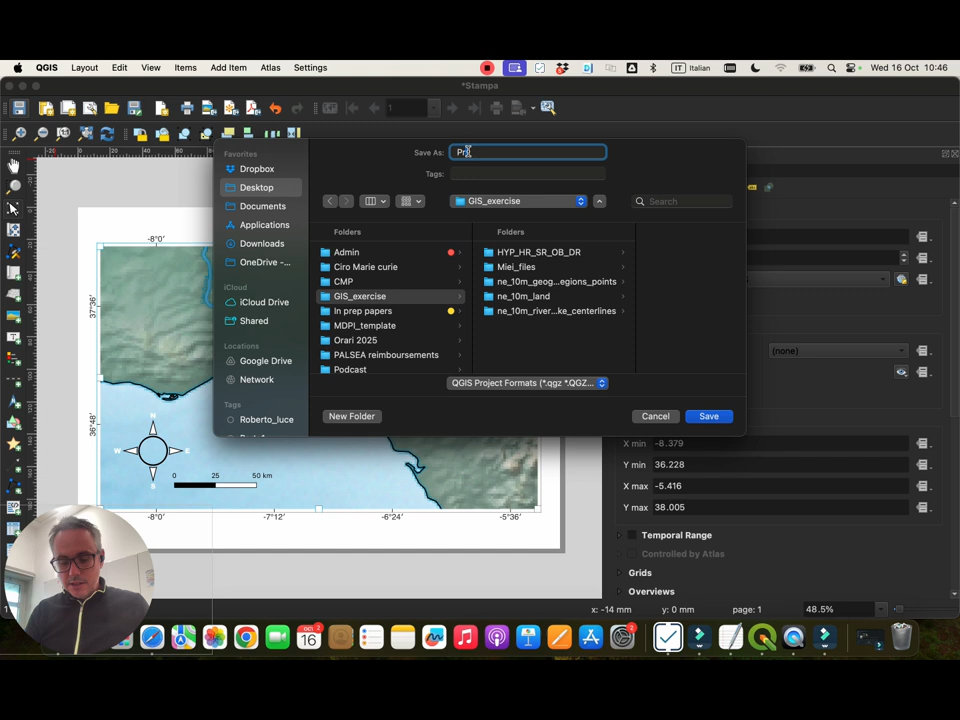 QGIS Layout Edit View Items Add Item Atlas Settings IT Italian Wed 16 Oct 10:46
*Stampa
1
Save As: Pr
Tags:
Favorites
Dropbox
Desktop
Documents
Applications
Downloads
OneDrive -...
iCloud
iCloud Drive
Shared
Locations
Google Drive
Network
Tags
Roberto_luce
GIS_exercise
Search
Folders
Admin
Ciro Marie curie
CMP
GIS_exercise
In prep papers
MDPI_template
Orari 2025
PALSEA reimboursements
Podcast
Folders
HYP_HR_SR_OB_DR
Miei_files
ne_10m_geog...egions_points
ne_10m_land
ne_10m_river...ke_centerlines
QGIS Project Formats (*.qgz *.QGZ...
New Folder Cancel Save
-8°0'
37°36'
36°48'
N
W E
S
0 25 50 km
-8°0' -7°12' -6°24' -5°36'
(none)
X min -8.379
Y min 36.228
X max -5.416
Y max 38.005
Temporal Range
Controlled by Atlas
Grids
Overviews
x: -14 mm y: 0 mm page: 1 48.5%
OCT 2
16
2